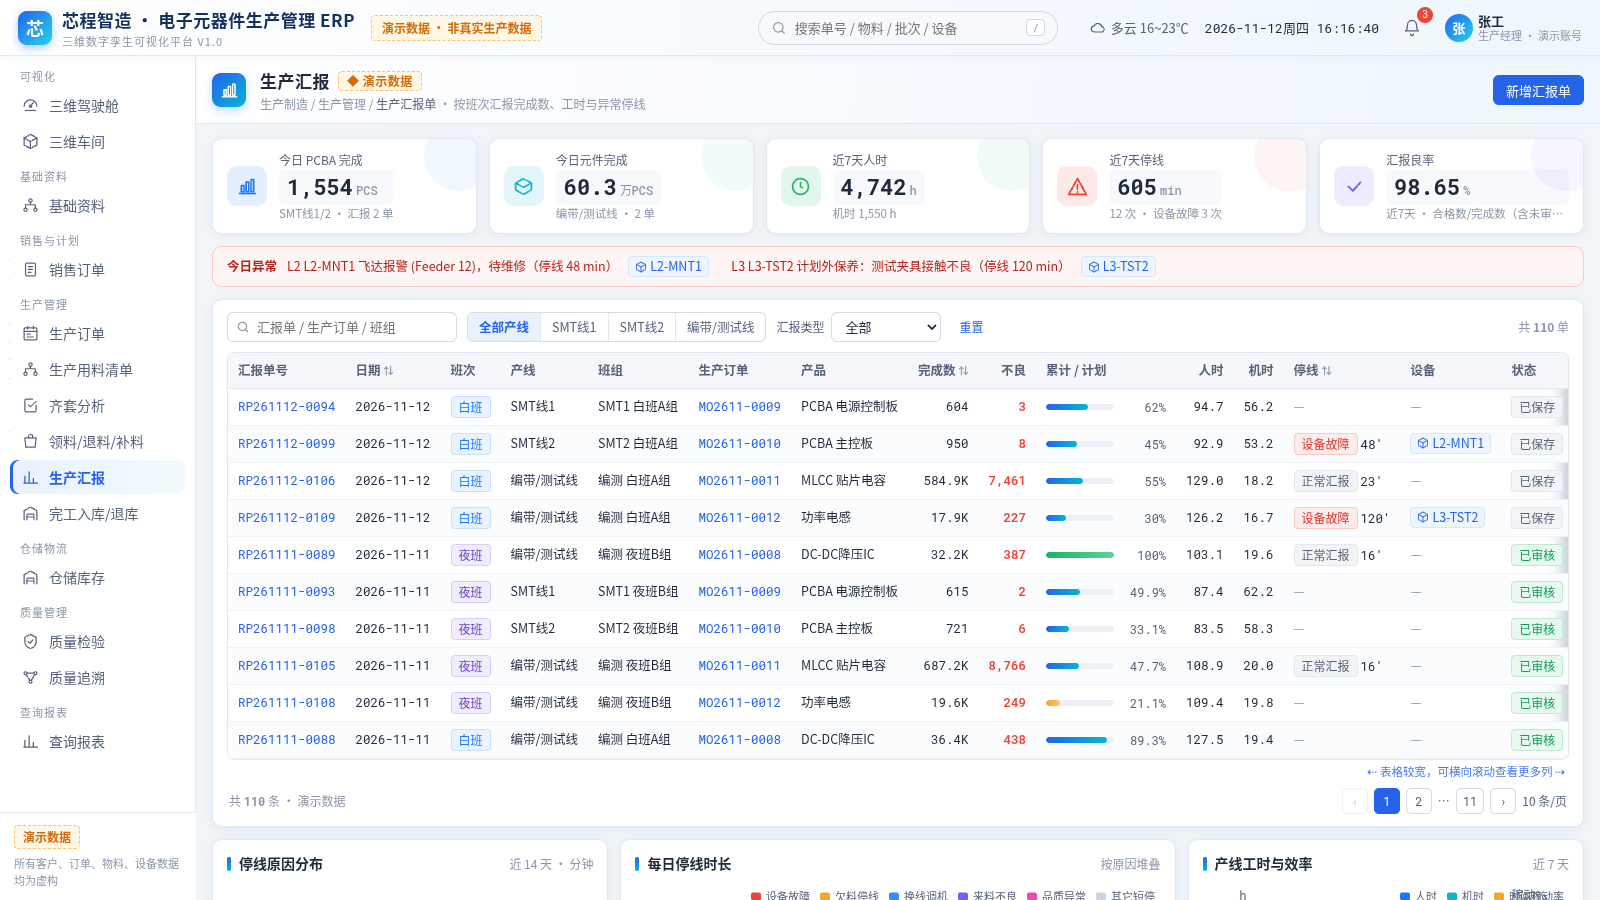 芯
芯程智造 · 电子元器件生产管理 ERP
三维数字孪生可视化平台 V1.0
演示数据 · 非真实生产数据
搜索单号 / 物料 / 批次 / 设备
/
多云 16~23℃
2026-11-12周四 16:16:40
3
张
张工
生产经理 · 演示账号
可视化
三维驾驶舱
三维车间
基础资料
基础资料
销售与计划
销售订单
生产管理
生产订单
生产用料清单
齐套分析
领料/退料/补料
生产汇报
完工入库/退库
仓储物流
仓储库存
质量管理
质量检验
质量追溯
查询报表
查询报表
演示数据
所有客户、订单、物料、设备数据均为虚构
生产汇报
◆ 演示数据
生产制造 / 生产管理 / 生产汇报单 · 按班次汇报完成数、工时与异常停线
新增汇报单
今日 PCBA 完成
1,554 PCS
SMT线1/2 · 汇报 2 单
今日元件完成
60.3 万PCS
编带/测试线 · 2 单
近7天人时
4,742 h
机时 1,550 h
近7天停线
605 min
12 次 · 设备故障 3 次
汇报良率
98.65 %
近7天 · 合格数/完成数（含未审…
今日异常 L2 L2-MNT1 飞达报警 (Feeder 12)，待维修（停线 48 min） L2-MNT1 L3 L3-TST2 计划外保养：测试夹具接触不良（停线 120 min） L3-TST2
汇报单 / 生产订单 / 班组
全部产线 SMT线1 SMT线2 编带/测试线
汇报类型 全部 重置
共 110 单
汇报单号 日期 ⇅ 班次 产线 班组 生产订单 产品 完成数 ⇅ 不良 累计 / 计划 人时 机时 停线 ⇅ 设备 状态
RP261112-0094 2026-11-12 白班 SMT线1 SMT1 白班A组 MO2611-0009 PCBA 电源控制板 604 3 62% 94.7 56.2 — — 已保存
RP261112-0099 2026-11-12 白班 SMT线2 SMT2 白班A组 MO2611-0010 PCBA 主控板 950 8 45% 92.9 53.2 设备故障 48' L2-MNT1 已保存
RP261112-0106 2026-11-12 白班 编带/测试线 编测 白班A组 MO2611-0011 MLCC 贴片电容 584.9K 7,461 55% 129.0 18.2 正常汇报 23' — 已保存
RP261112-0109 2026-11-12 白班 编带/测试线 编测 白班A组 MO2611-0012 功率电感 17.9K 227 30% 126.2 16.7 设备故障 120' L3-TST2 已保存
RP261111-0089 2026-11-11 夜班 编带/测试线 编测 夜班B组 MO2611-0008 DC-DC降压IC 32.2K 387 100% 103.1 19.6 正常汇报 16' — 已审核
RP261111-0093 2026-11-11 夜班 SMT线1 SMT1 夜班B组 MO2611-0009 PCBA 电源控制板 615 2 49.9% 87.4 62.2 — — 已审核
RP261111-0098 2026-11-11 夜班 SMT线2 SMT2 夜班B组 MO2611-0010 PCBA 主控板 721 6 33.1% 83.5 58.3 — — 已审核
RP261111-0105 2026-11-11 夜班 编带/测试线 编测 夜班B组 MO2611-0011 MLCC 贴片电容 687.2K 8,766 47.7% 108.9 20.0 正常汇报 16' — 已审核
RP261111-0108 2026-11-11 夜班 编带/测试线 编测 夜班B组 MO2611-0012 功率电感 19.6K 249 21.1% 109.4 19.8 — — 已审核
RP261111-0088 2026-11-11 白班 编带/测试线 编测 白班A组 MO2611-0008 DC-DC降压IC 36.4K 438 89.3% 127.5 19.4 — — 已审核
⇠ 表格较宽，可横向滚动查看更多列 ⇢
共 110 条 · 演示数据
‹ 1 2 ··· 11 › 10 条/页
停线原因分布
近 14 天 · 分钟
每日停线时长
按原因堆叠
设备故障 欠料停线 换线调机 来料不良 品质异常 其它短停
产线工时与效率
近 7 天
h
人时 机时